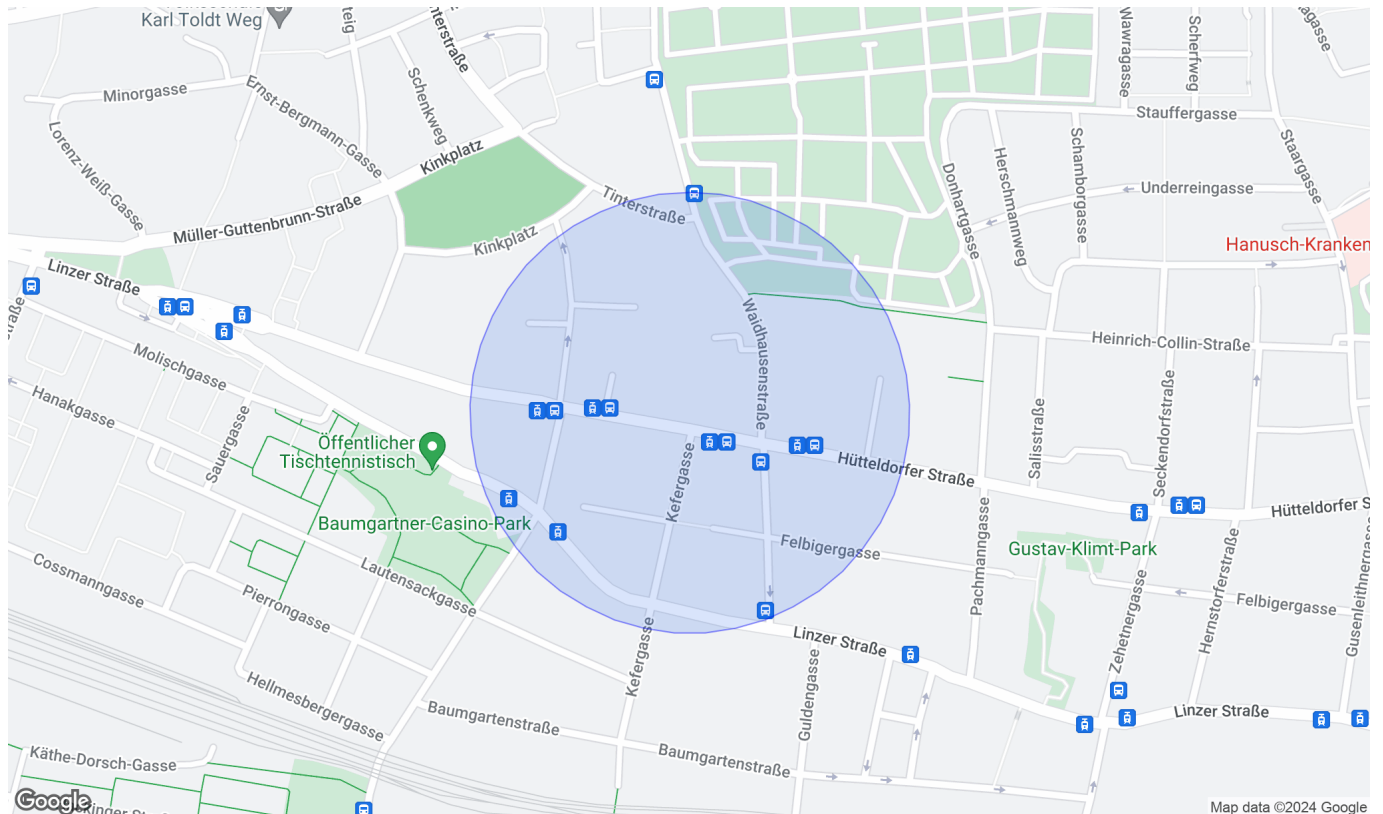 Karl Toldt Weg
Wawragasse
Scherfweg
Schenkweg
Minorgasse
Ernst-Bergmann-Gasse
Stauffergasse
Lorenz-Weiß-Gasse
Kinkplatz
Staargasse
Schamborgasse
Herschmannweg
Donhartgasse
Underreingasse
Tinterstraße
Müller-Guttenbrunn-Straße
Kinkplatz
Hanusch-Kranken
Linzer Straße
Waidhausenstraße
Heinrich-Collin-Straße
Molischgasse
Hanakgasse
Sauergasse
Öffentlicher
Tischtennistisch
Salisstraße
Seckendorfstraße
Hütteldorfer Straße
Kefergasse
Hütteldorfer S
Baumgartner-Casino-Park
Felbigergasse
Gustav-Klimt-Park
Pachmanngasse
Cossmanngasse
Lautensackgasse
Pierrongasse
Zehetnergasse
Hernstorferstraße
Felbigergasse
Gusenleithnergasse
Kefergasse
Linzer Straße
Guldengasse
Hellmesbergergasse
Baumgartenstraße
Linzer Straße
Baumgartenstraße
Käthe-Dorsch-Gasse
Google
Map data ©2024 Google